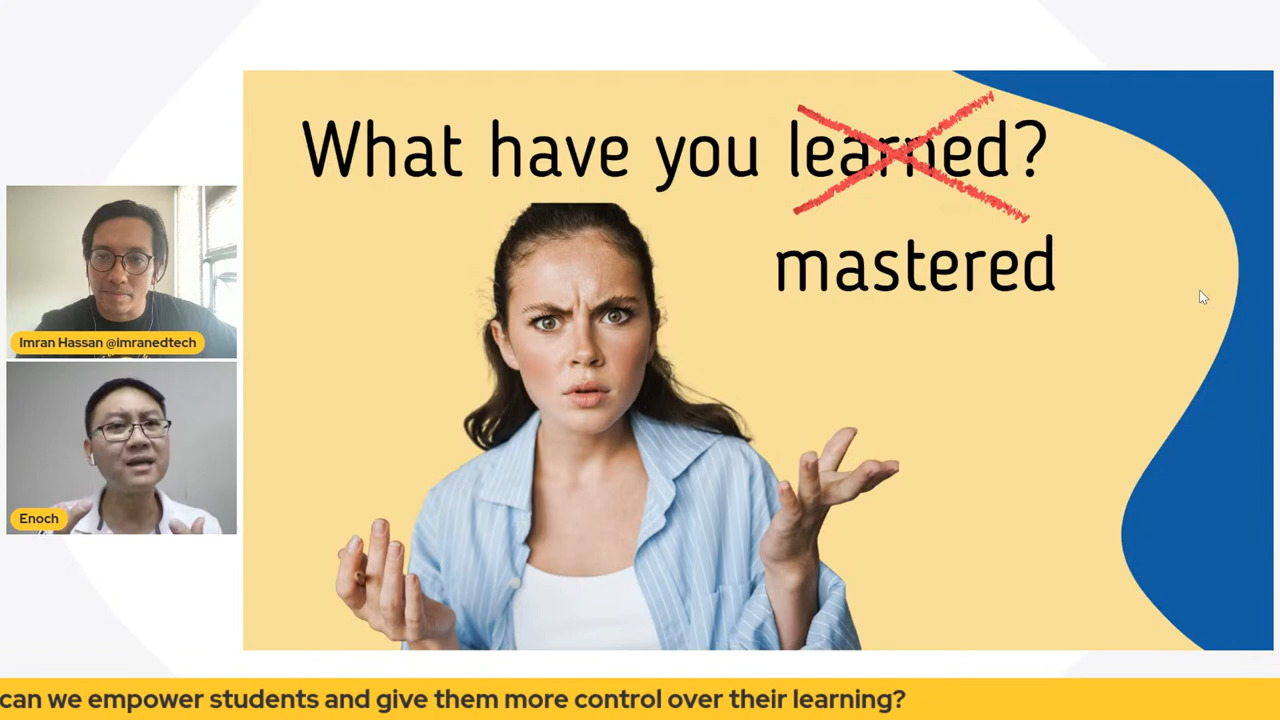 What have you learned?
mastered
Imran Hassan @Imranedtech
Enoch
can we empower students and give them more control over their learning?